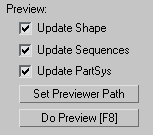 Preview:
Update Shape
Update Sequences
Update PartSys
Set Previewer Path
Do Preview [F8]